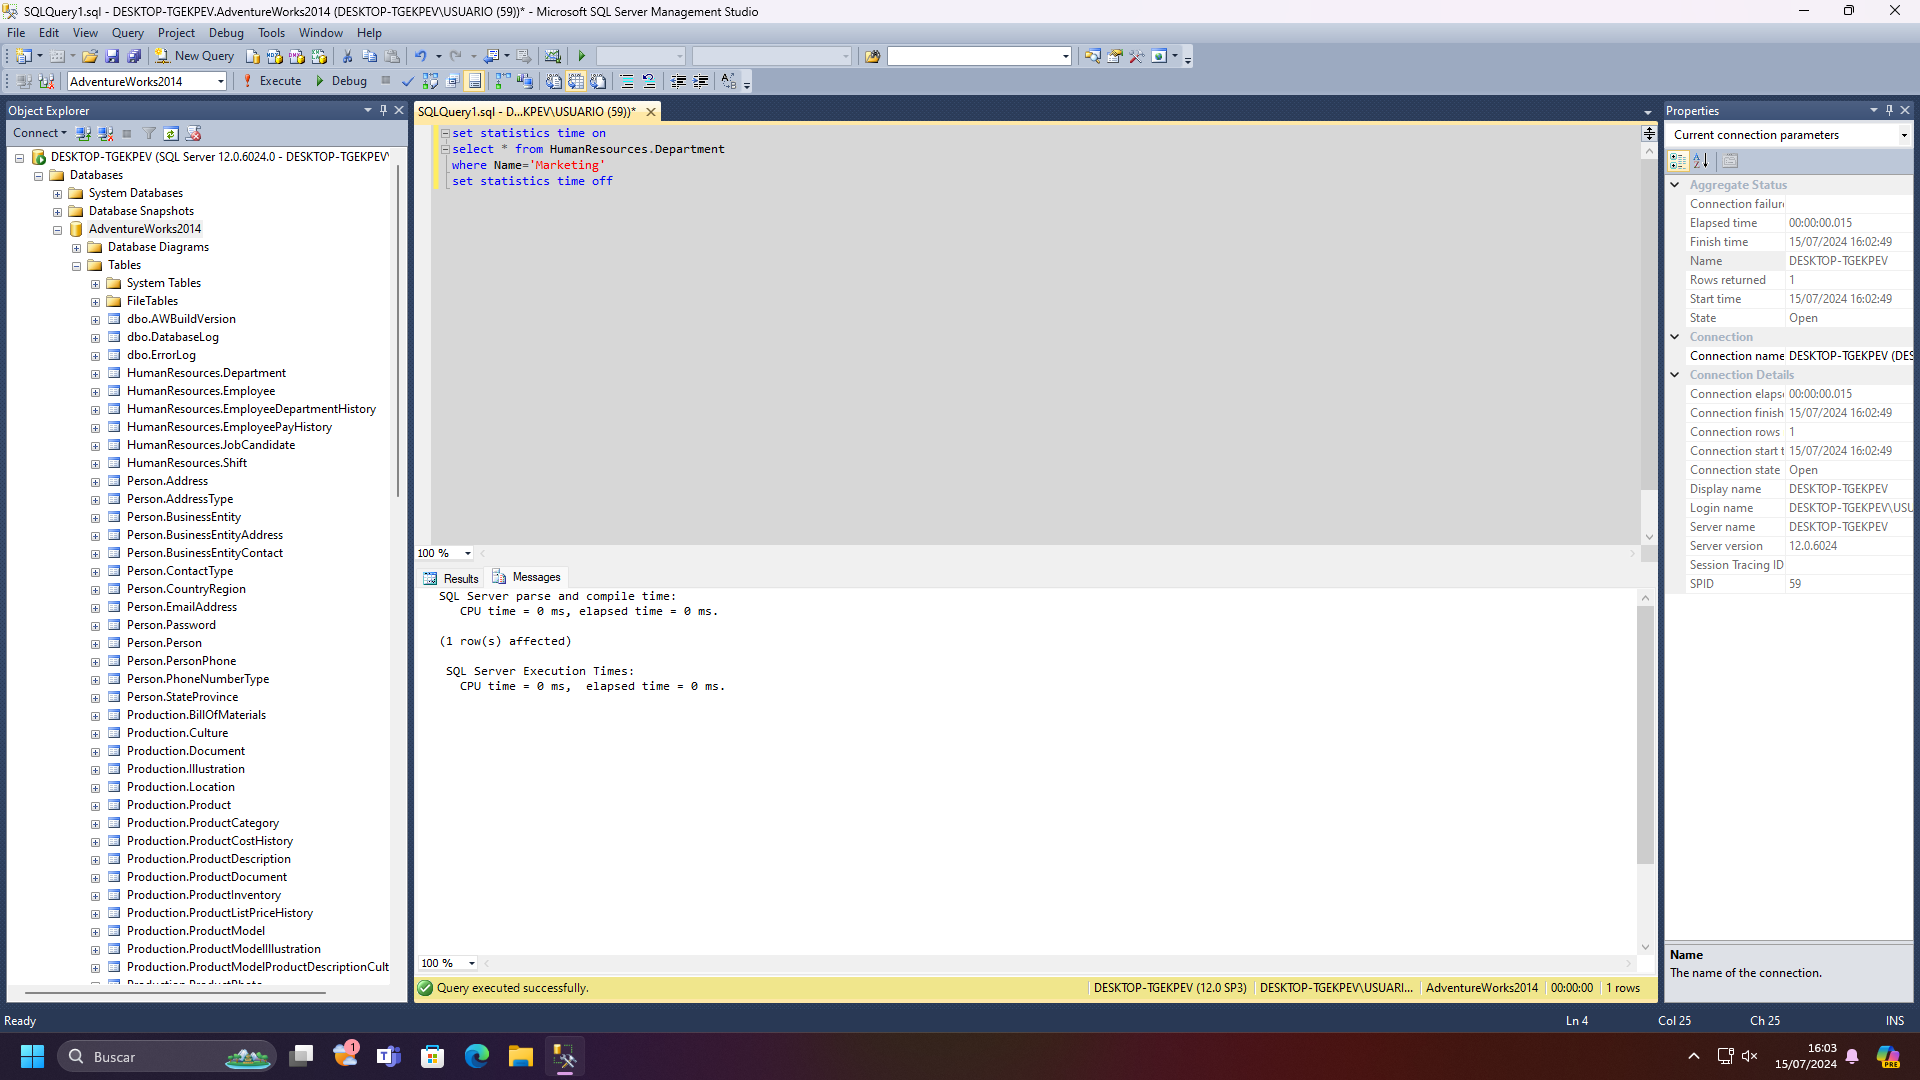 SQLQuery1.sql - DESKTOP-TGEKPEV.AdventureWorks2014 (DESKTOP-TGEKPEV\USUARIO (59))* - Microsoft SQL Server Management Studio
File Edit View Query Project Debug Tools Window Help
New Query
AdventureWorks2014 Execute Debug
Object Explorer
Connect
DESKTOP-TGEKPEV (SQL Server 12.0.6024.0 - DESKTOP-TGEKPEV\
Databases
System Databases
Database Snapshots
AdventureWorks2014
Database Diagrams
Tables
System Tables
FileTables
dbo.AWBuildVersion
dbo.DatabaseLog
dbo.ErrorLog
HumanResources.Department
HumanResources.Employee
HumanResources.EmployeeDepartmentHistory
HumanResources.EmployeePayHistory
HumanResources.JobCandidate
HumanResources.Shift
Person.Address
Person.AddressType
Person.BusinessEntity
Person.BusinessEntityAddress
Person.BusinessEntityContact
Person.ContactType
Person.CountryRegion
Person.EmailAddress
Person.Password
Person.Person
Person.PersonPhone
Person.PhoneNumberType
Person.StateProvince
Production.BillOfMaterials
Production.Culture
Production.Document
Production.Illustration
Production.Location
Production.Product
Production.ProductCategory
Production.ProductCostHistory
Production.ProductDescription
Production.ProductDocument
Production.ProductInventory
Production.ProductListPriceHistory
Production.ProductModel
Production.ProductModelIllustration
Production.ProductModelProductDescriptionCult
SQLQuery1.sql - D...KPEV\USUARIO (59))*
set statistics time on
select * from HumanResources.Department
where Name='Marketing'
set statistics time off
100 %
Results Messages
SQL Server parse and compile time:
CPU time = 0 ms, elapsed time = 0 ms.
(1 row(s) affected)
SQL Server Execution Times:
CPU time = 0 ms,  elapsed time = 0 ms.
100 %
Query executed successfully. DESKTOP-TGEKPEV (12.0 SP3) DESKTOP-TGEKPEV\USUARI... AdventureWorks2014 00:00:00 1 rows
Properties
Current connection parameters
Aggregate Status
Connection failure
Elapsed time 00:00:00.015
Finish time 15/07/2024 16:02:49
Name DESKTOP-TGEKPEV
Rows returned 1
Start time 15/07/2024 16:02:49
State Open
Connection
Connection name DESKTOP-TGEKPEV (DES
Connection Details
Connection elaps 00:00:00.015
Connection finish 15/07/2024 16:02:49
Connection rows 1
Connection start t 15/07/2024 16:02:49
Connection state Open
Display name DESKTOP-TGEKPEV
Login name DESKTOP-TGEKPEV\USU
Server name DESKTOP-TGEKPEV
Server version 12.0.6024
Session Tracing ID
SPID 59
Name
The name of the connection.
Ready Ln 4 Col 25 Ch 25 INS
Buscar 1 16:03
15/07/2024
PRE